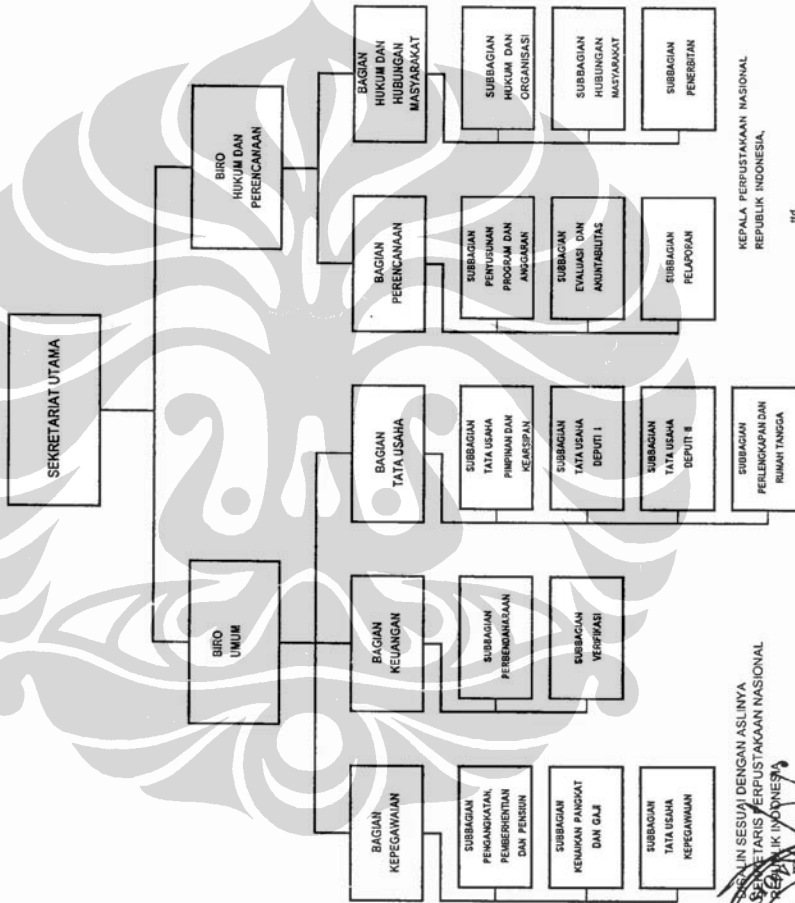 SEKRETARIAT UTAMA
BIRO
UMUM
BIRO
HUKUM DAN
PERENCANAAN
BAGIAN
KEPEGAWAIAN
BAGIAN
KEUANGAN
BAGIAN
TATA USAHA
BAGIAN
PERENCANAAN
BAGIAN
HUKUM DAN
HUBUNGAN
MASYARAKAT
SUBBAGIAN
PENGANGKATAN,
PEMBERHENTIAN
DAN PENSIUN
SUBBAGIAN
KENAIKAN PANGKAT
DAN GAJI
SUBBAGIAN
TATA USAHA
KEPEGAWAIAN
SUBBAGIAN
PERBENDAHARAAN
SUBBAGIAN
VERIFIKASI
SUBBAGIAN
TATA USAHA
PIMPINAN DAN
KEARSIPAN
SUBBAGIAN
TATA USAHA
DEPUTI I
SUBBAGIAN
TATA USAHA
DEPUTI II
SUBBAGIAN
PERLENGKAPAN DAN
RUMAH TANGGA
SUBBAGIAN
PENYUSUNAN
PROGRAM DAN
ANGGARAN
SUBBAGIAN
EVALUASI DAN
AKUNTABILITAS
SUBBAGIAN
PELAPORAN
SUBBAGIAN
HUKUM DAN
ORGANISASI
SUBBAGIAN
HUBUNGAN
MASYARAKAT
SUBBAGIAN
PENERBITAN
DISALIN SESUAI DENGAN ASLINYA
SEKRETARIS PERPUSTAKAAN NASIONAL
REPUBLIK INDONESIA
KEPALA PERPUSTAKAAN NASIONAL
REPUBLIK INDONESIA,